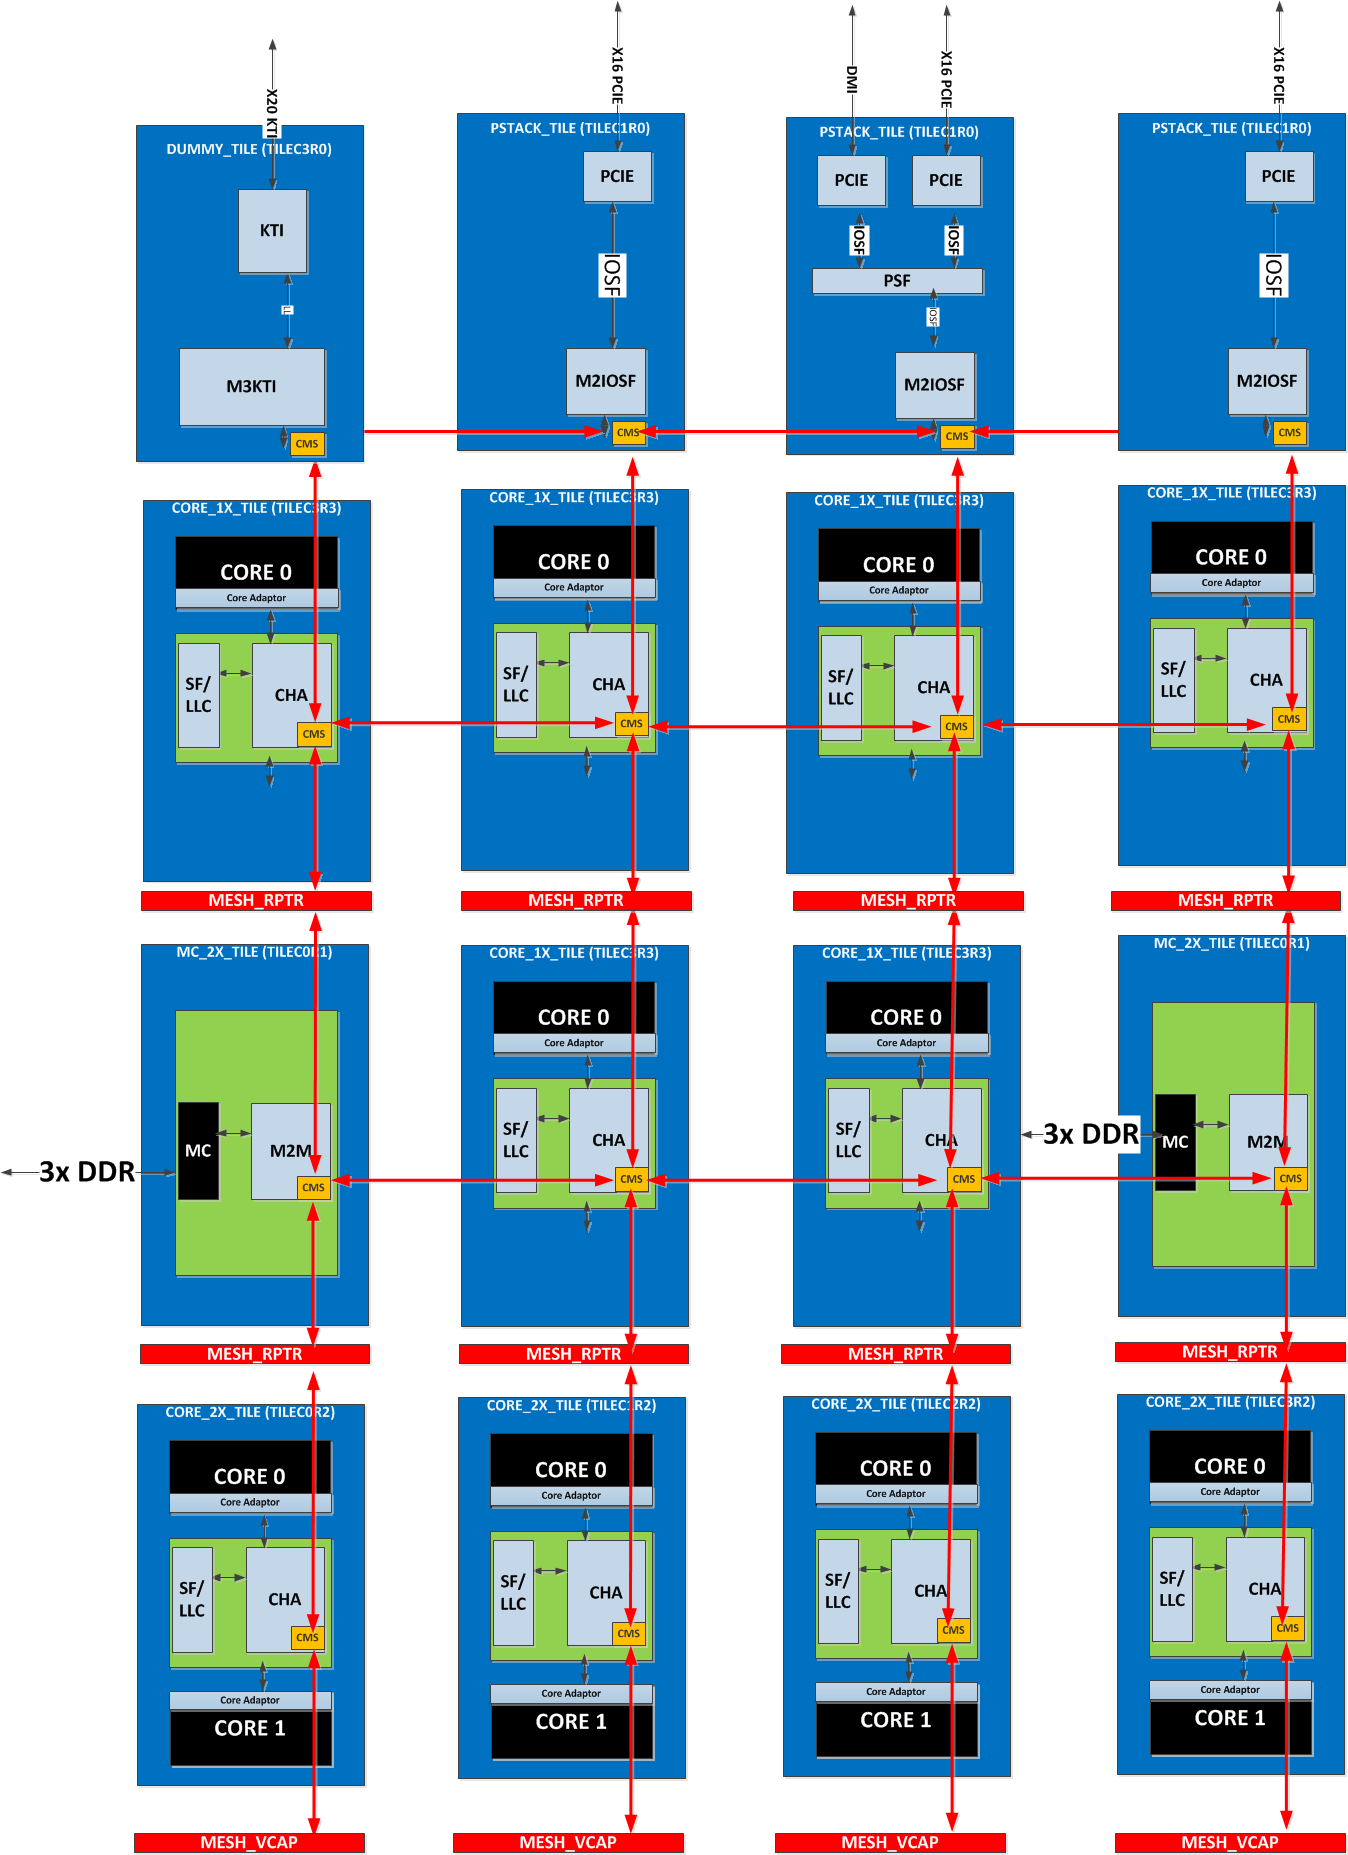 X20 KTI
X16 PCIE
DMI
X16 PCIE
X16 PCIE
DUMMY_TILE (TILEC3R0)
KTI
LL
M3KTI
CMS
PSTACK_TILE (TILEC1R0)
PCIE
IOSF
M2IOSF
CMS
PSTACK_TILE (TILEC1R0)
PCIE
PCIE
IOSF
IOSF
PSF
IOSF
M2IOSF
CMS
PSTACK_TILE (TILEC1R0)
PCIE
IOSF
M2IOSF
CMS
CORE_1X_TILE (TILEC3R3)
CORE 0
Core Adaptor
SF/
LLC
CHA
CMS
MESH_RPTR
CORE_1X_TILE (TILEC3R3)
CORE 0
Core Adaptor
SF/
LLC
CHA
CMS
MESH_RPTR
CORE_1X_TILE (TILEC3R3)
CORE 0
Core Adaptor
SF/
LLC
CHA
CMS
MESH_RPTR
CORE_1X_TILE (TILEC3R3)
CORE 0
Core Adaptor
SF/
LLC
CHA
CMS
MESH_RPTR
MC_2X_TILE (TILEC0R1)
3x DDR
MC
M2M
CMS
MESH_RPTR
CORE_1X_TILE (TILEC3R3)
CORE 0
Core Adaptor
SF/
LLC
CHA
CMS
MESH_RPTR
CORE_1X_TILE (TILEC3R3)
CORE 0
Core Adaptor
SF/
LLC
CHA
CMS
MESH_RPTR
MC_2X_TILE (TILEC0R1)
3x DDR
MC
M2M
CMS
MESH_RPTR
CORE_2X_TILE (TILEC0R2)
CORE 0
Core Adaptor
SF/
LLC
CHA
CMS
Core Adaptor
CORE 1
MESH_VCAP
CORE_2X_TILE (TILEC1R2)
CORE 0
Core Adaptor
SF/
LLC
CHA
CMS
Core Adaptor
CORE 1
MESH_VCAP
CORE_2X_TILE (TILEC2R2)
CORE 0
Core Adaptor
SF/
LLC
CHA
CMS
Core Adaptor
CORE 1
MESH_VCAP
CORE_2X_TILE (TILEC3R2)
CORE 0
Core Adaptor
SF/
LLC
CHA
CMS
Core Adaptor
CORE 1
MESH_VCAP